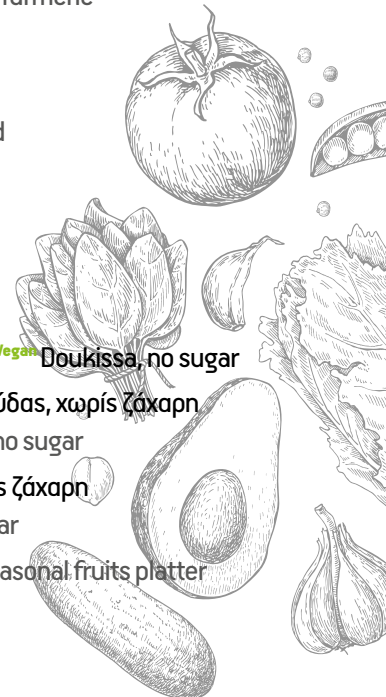 Vegan Doukissa, no sugar
ύδας, χωρίς ζάχαρη
no sugar
ς ζάχαρη
ar
asonal fruits platter